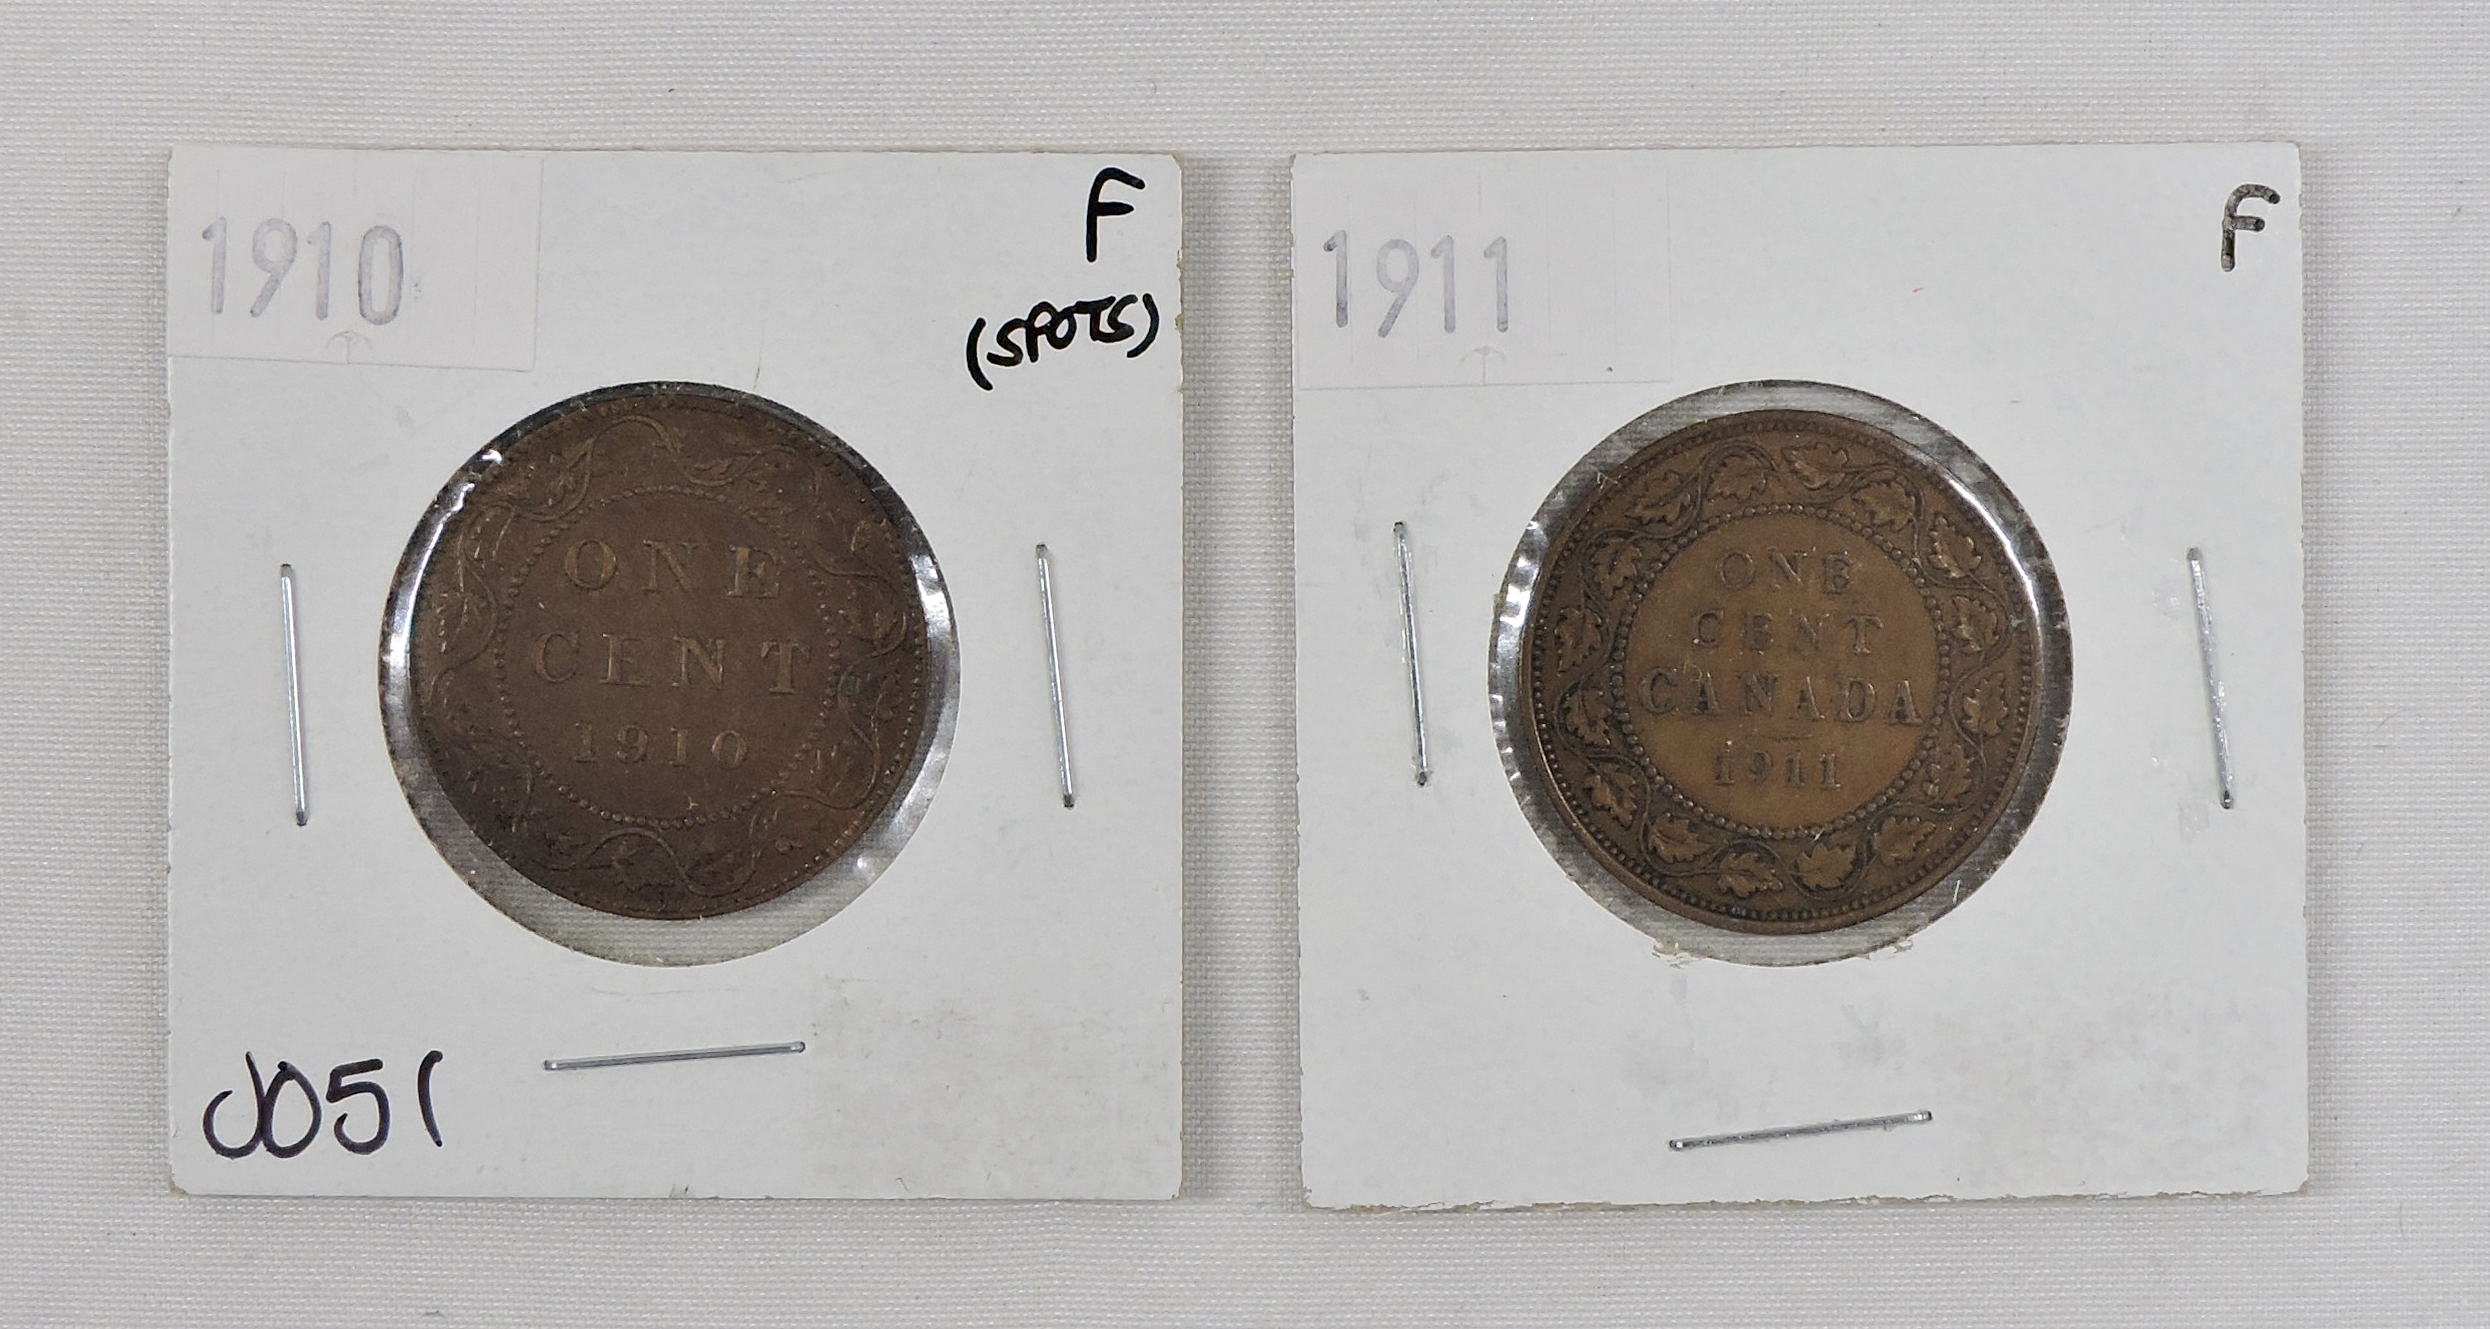 1910
F
(SPOTS)
ONE
CENT
1910
J051
1911
F
ONE
CENT
CANADA
1911